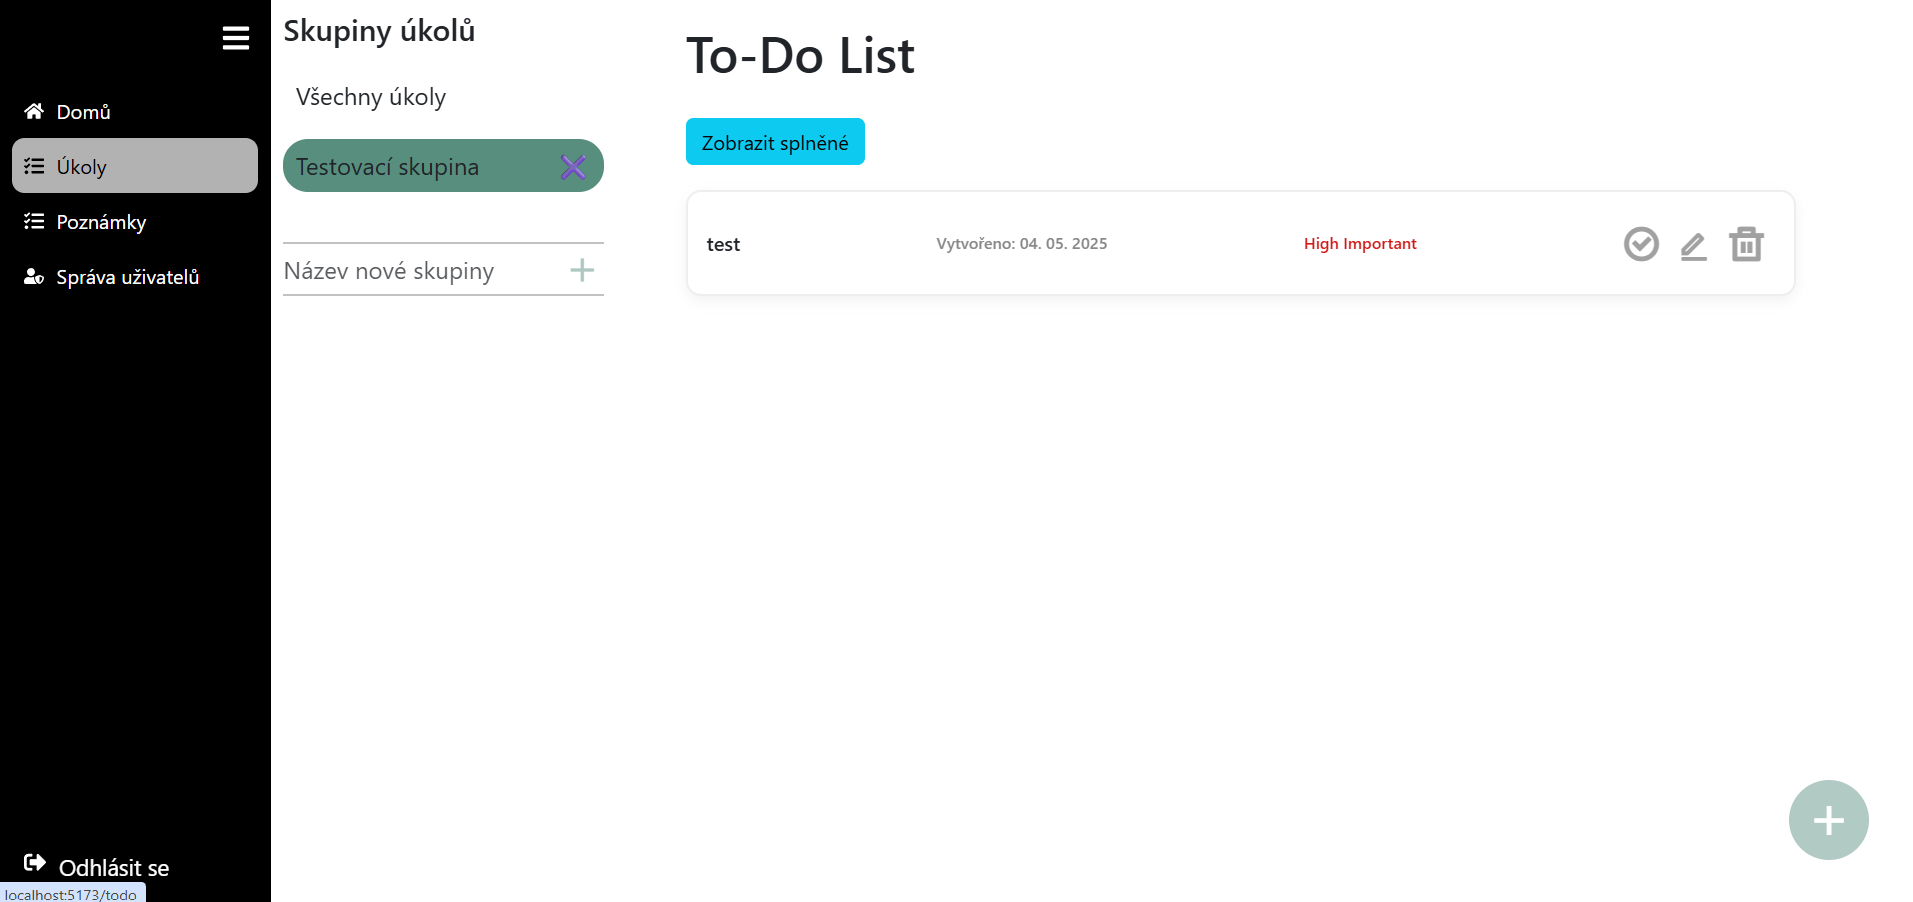 Domů
Úkoly
Poznámky
Správa uživatelů
Odhlásit se
localhost:5173/todo
Skupiny úkolů
Všechny úkoly
Testovací skupina
Název nové skupiny
To-Do List
Zobrazit splněné
test Vytvořeno: 04. 05. 2025 High Important